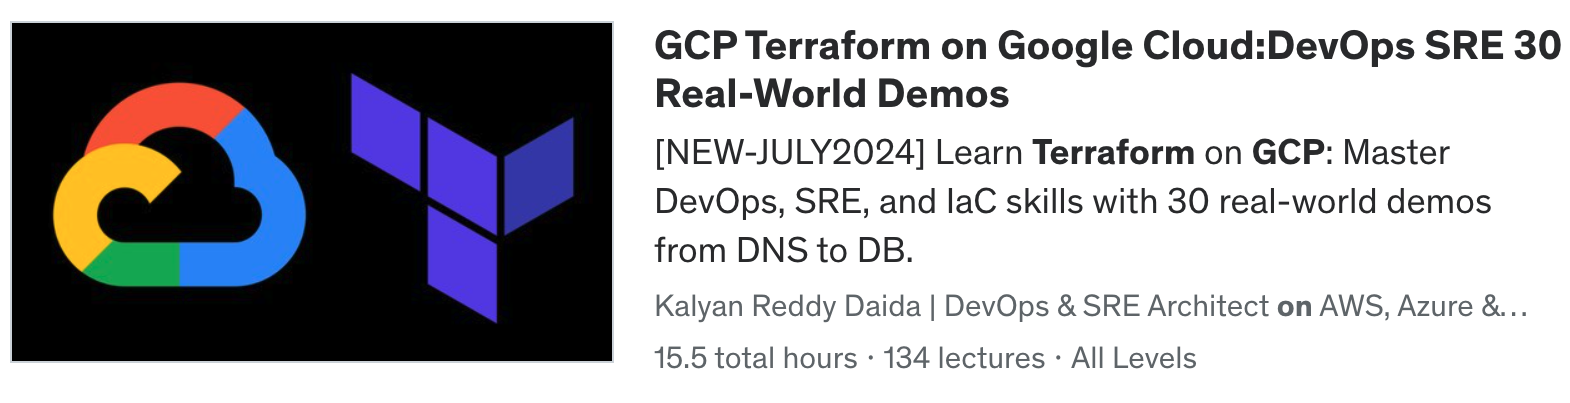 GCP Terraform on Google Cloud:DevOps SRE 30
Real-World Demos
[NEW-JULY2024] Learn Terraform on GCP: Master
DevOps, SRE, and IaC skills with 30 real-world demos
from DNS to DB.
Kalyan Reddy Daida | DevOps & SRE Architect on AWS, Azure &...
15.5 total hours · 134 lectures · All Levels